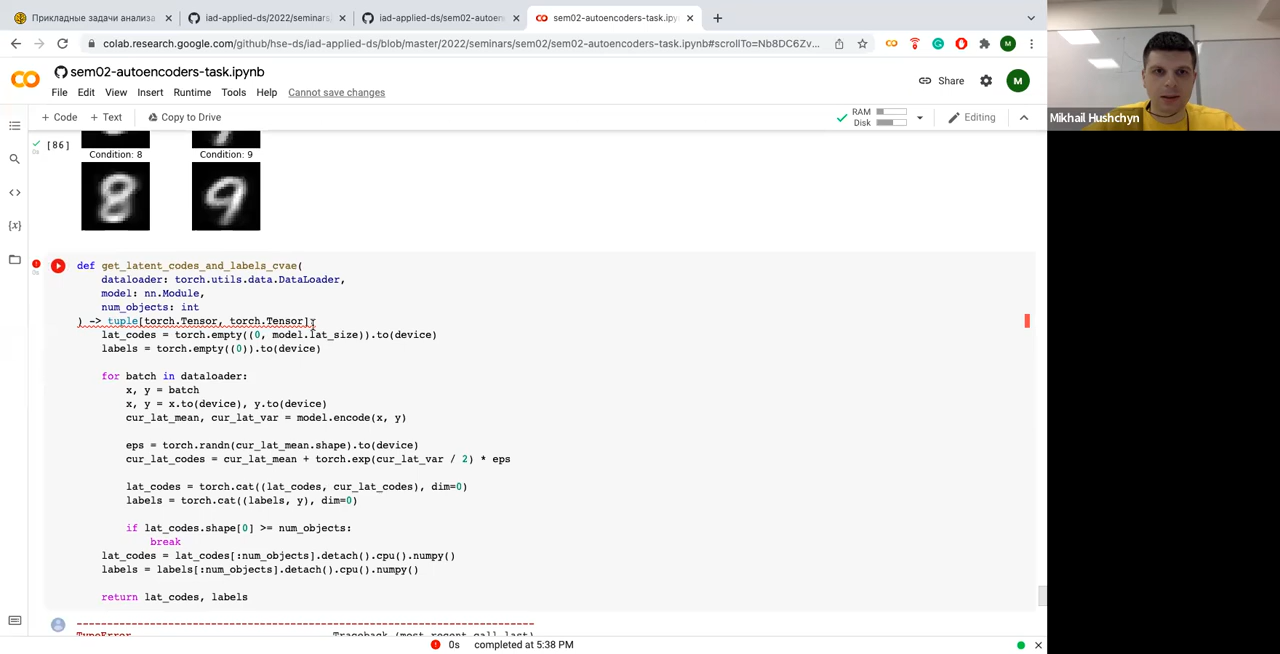 Прикладные задачи анализа
iad-applied-ds/2022/seminars
iad-applied-ds/sem02-autoen
sem02-autoencoders-task.ipyn
colab.research.google.com/github/hse-ds/iad-applied-ds/blob/master/2022/seminars/sem02/sem02-autoencoders-task.ipynb#scrollTo=Nb8DC6Zv...
M
sem02-autoencoders-task.ipynb
Share
M
File Edit View Insert Runtime Tools Help Cannot save changes
+ Code + Text Copy to Drive
RAM
Disk
Editing
Mikhail Hushchyn
[86]
0s
Condition: 8 Condition: 9
0s
def get_latent_codes_and_labels_cvae(
dataloader: torch.utils.data.DataLoader,
model: nn.Module,
num_objects: int
) -> tuple[torch.Tensor, torch.Tensor]:
lat_codes = torch.empty((0, model.lat_size)).to(device)
labels = torch.empty((0)).to(device)
for batch in dataloader:
x, y = batch
x, y = x.to(device), y.to(device)
cur_lat_mean, cur_lat_var = model.encode(x, y)
eps = torch.randn(cur_lat_mean.shape).to(device)
cur_lat_codes = cur_lat_mean + torch.exp(cur_lat_var / 2) * eps
lat_codes = torch.cat((lat_codes, cur_lat_codes), dim=0)
labels = torch.cat((labels, y), dim=0)
if lat_codes.shape[0] >= num_objects:
break
lat_codes = lat_codes[:num_objects].detach().cpu().numpy()
labels = labels[:num_objects].detach().cpu().numpy()
return lat_codes, labels
---------------------------------------------------------------------------
TypeError Traceback (most recent call last)
0s completed at 5:38 PM